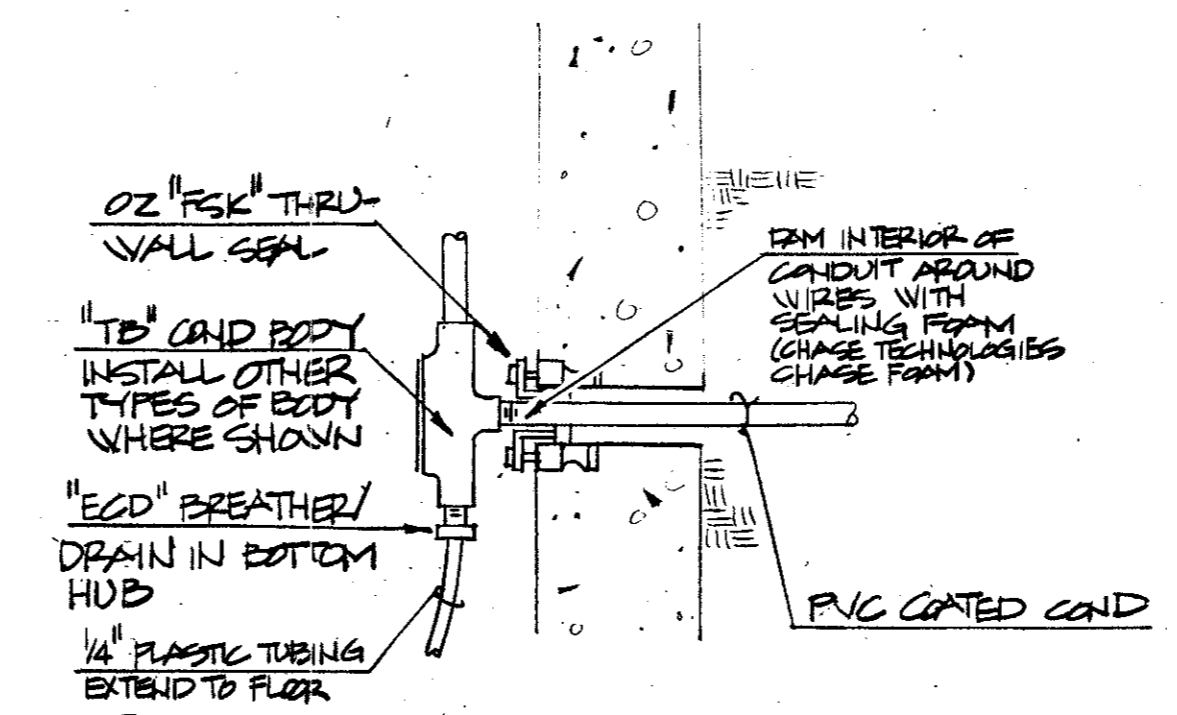 OZ "FSK" THRU-
WALL SEAL
"TB" COND BODY
INSTALL OTHER
TYPES OF BODY
WHERE SHOWN
"ECD" BREATHER/
DRAIN IN BOTTOM
HUB
1/4" PLASTIC TUBING
EXTEND TO FLOOR
DAM INTERIOR OF
CONDUIT AROUND
WIRES WITH
SEALING FOAM
(CHASE TECHNOLOGIES
CHASE FOAM)
PVC COATED COND